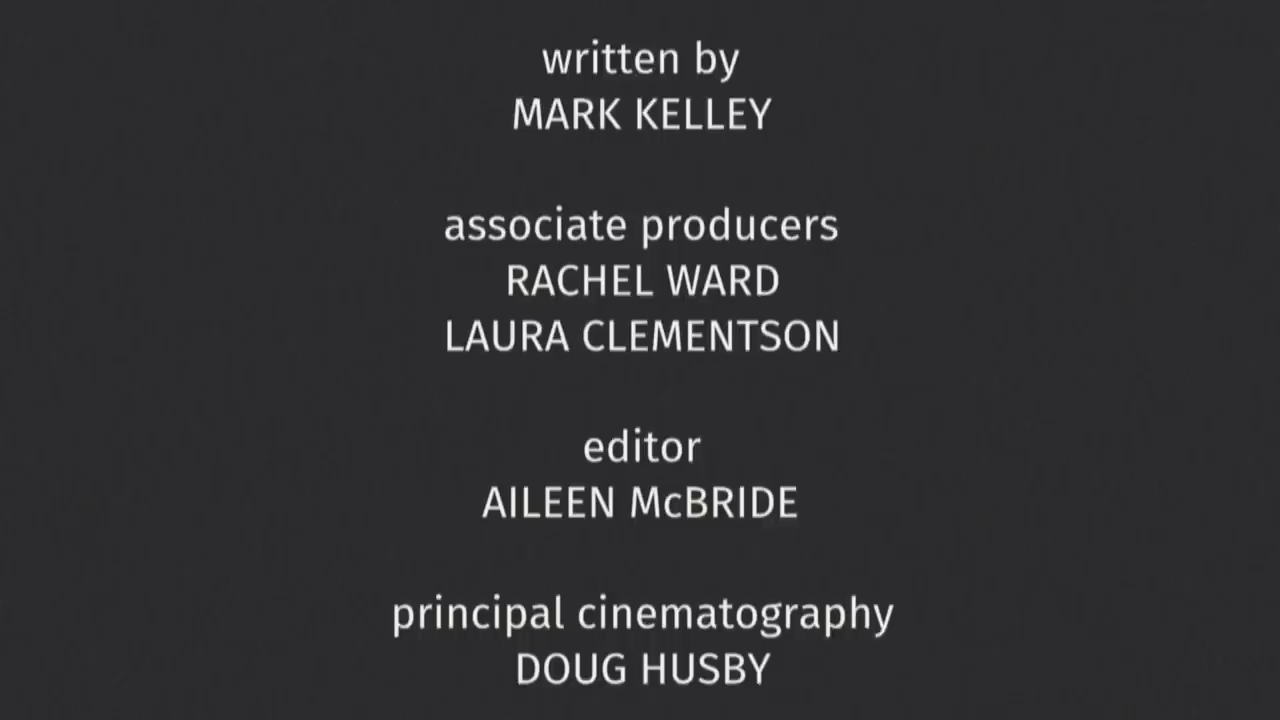 written by
MARK KELLEY
associate producers
RACHEL WARD
LAURA CLEMENTSON
editor
AILEEN McBRIDE
principal cinematography
DOUG HUSBY